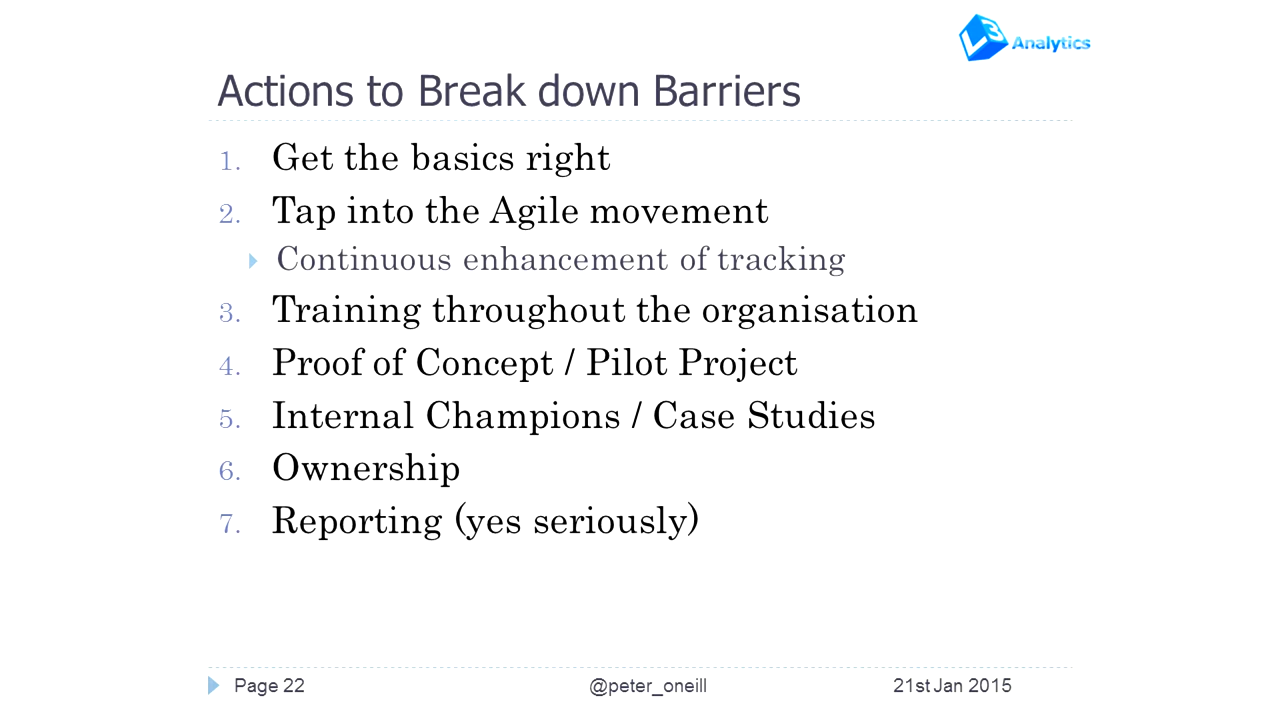 L3 Analytics
Actions to Break down Barriers
1. Get the basics right
2. Tap into the Agile movement
Continuous enhancement of tracking
3. Training throughout the organisation
4. Proof of Concept / Pilot Project
5. Internal Champions / Case Studies
6. Ownership
7. Reporting (yes seriously)
Page 22 @peter_oneill 21st Jan 2015